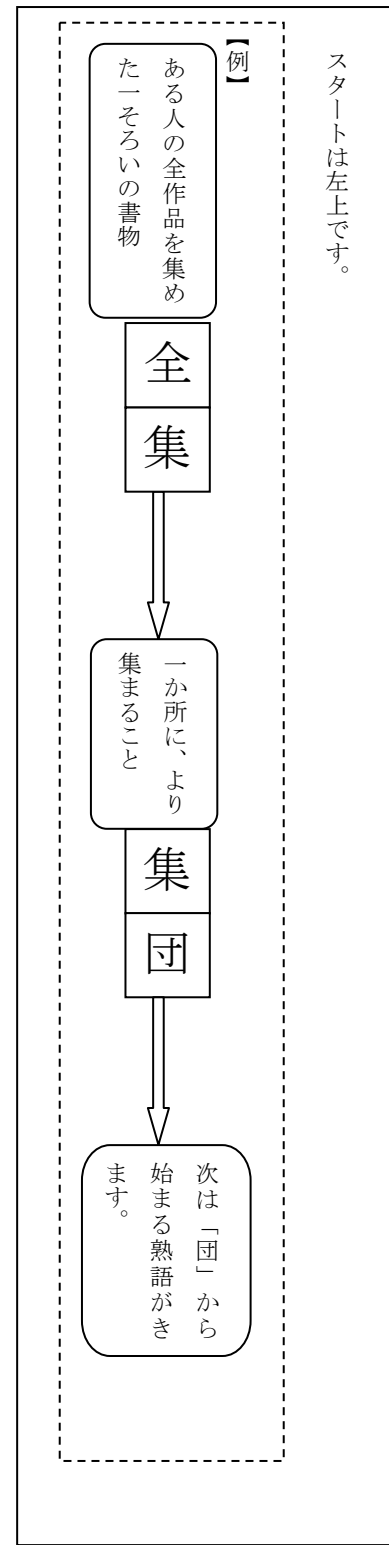 スタートは左上です。
【例】
ある人の全作品を集め
た一そろいの書物
全
集
一か所に、より
集まること
集
団
次は「団」から
始まる熟語がき
ます。